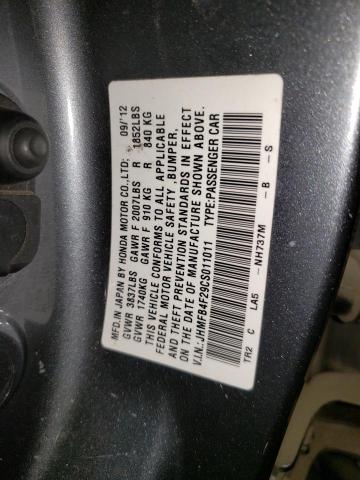 MFD.IN JAPAN BY HONDA MOTOR CO.,LTD. 09/'12
GVWR 3837LBS GAWR F 2007LBS R 1852LBS
GVWR 1740KG GAWR F 910 KG R 840 KG
THIS VEHICLE CONFORMS TO ALL APPLICABLE
FEDERAL MOTOR VEHICLE SAFETY ,BUMPER,
AND THEFT PREVENTION STANDARDS IN EFFECT
ON THE DATE OF MANUFACTURE SHOWN ABOVE.
V.I.N.:JHMFB4F29CS011011 TYPE:PASSENGER CAR
TR2 C LA5 -NH737M -B -S